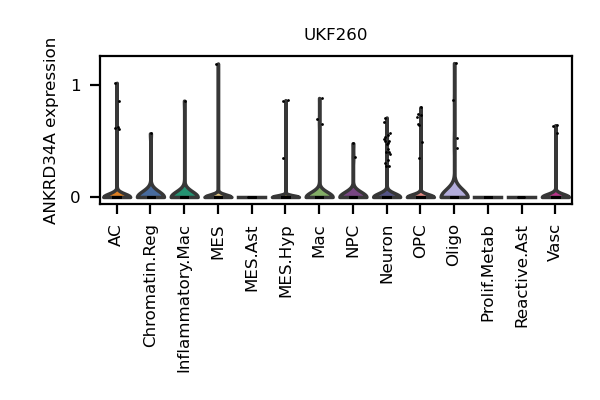 UKF260
ANKRD34A expression
1
0
AC
Chromatin.Reg
Inflammatory.Mac
MES
MES.Ast
MES.Hyp
Mac
NPC
Neuron
OPC
Oligo
Prolif.Metab
Reactive.Ast
Vasc